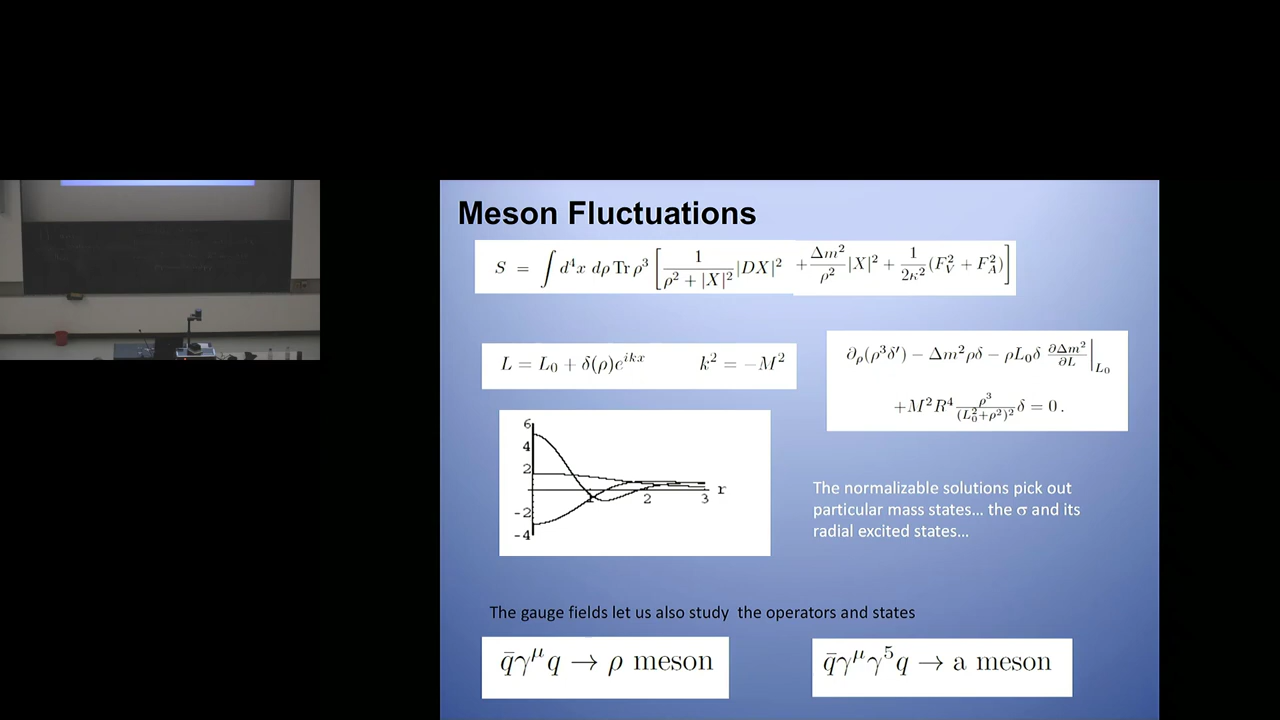 Meson Fluctuations
S = ∫ d⁴x dρ Tr ρ³ [ 1/(ρ² + |X|²) |DX|² + Δm²/ρ² |X|² + 1/(2κ²) (F_V² + F_A²) ]
L = L₀ + δ(ρ)e^{ikx} k² = −M²
∂_ρ(ρ³δ′) − Δm²ρδ − ρL₀δ ∂Δm²/∂L |_{L₀}
+M²R⁴ ρ³/(L₀²+ρ²)² δ = 0 .
6
4
2
-2
-4
1 2 3 r
The normalizable solutions pick out
particular mass states… the σ and its
radial excited states…
The gauge fields let us also study the operators and states
q̄γ^μ q → ρ meson
q̄γ^μ γ⁵ q → a meson